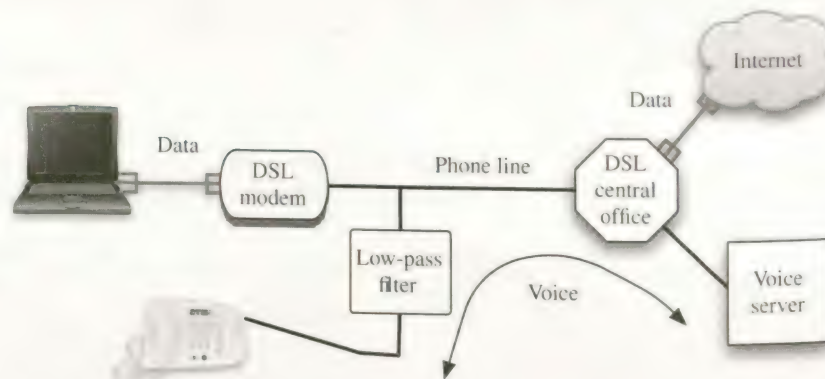 Internet
Data
Data
DSL
modem
Phone line
DSL
central
office
Low-pass
filter
Voice
Voice
server